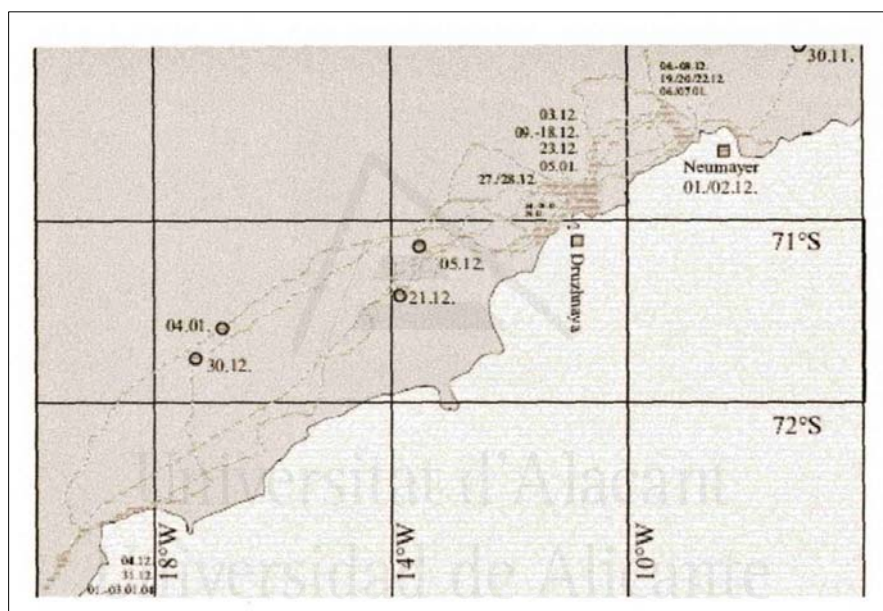 30.11.
06.-08.12.
19./20/22.12.
06/07.01.
03.12.
09.-18.12.
23.12.
05.01.
Neumayer
01./02.12.
27./28.12.
71°S
05.12.
Druzhnaya
21.12.
04.01.
30.12.
72°S
Universitat d'Alacant
Universidad de Alicante
18°W
14°W
10°W
04.12.
31.12.
01.-03.01.04